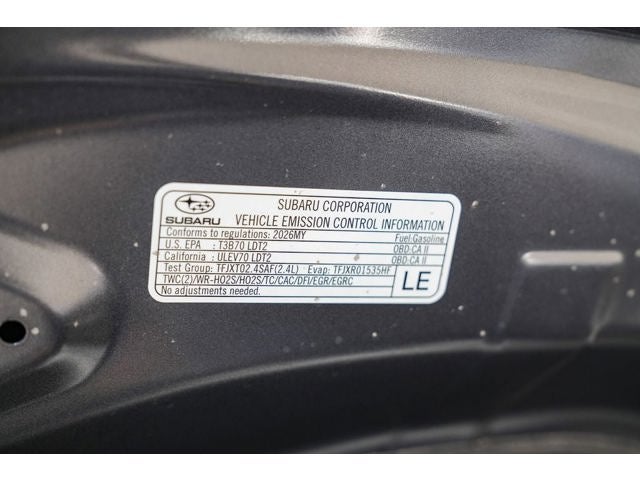 SUBARU
SUBARU CORPORATION
VEHICLE EMISSION CONTROL INFORMATION
Conforms to regulations: 2026MY Fuel:Gasoline
U.S. EPA : T3B70 LDT2 OBD:CA II
California : ULEV70 LDT2 OBD:CA II
Test Group: TFJXT02.4SAF(2.4L) Evap: TFJXR01535HF
TWC(2)/WR-HO2S/HO2S/TC/CAC/DFI/EGR/EGRC
No adjustments needed.
LE